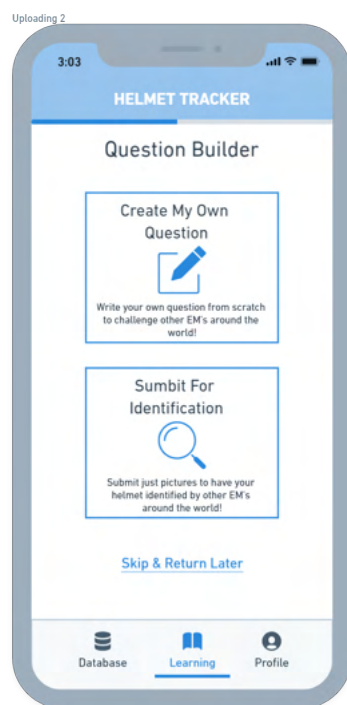 Uploading 2
3:03
HELMET TRACKER
Question Builder
Create My Own
Question
Write your own question from scratch
to challenge other EM's around the
world!
Sumbit For
Identification
Submit just pictures to have your
helmet identified by other EM's
around the world!
Skip & Return Later
Database
Learning
Profile